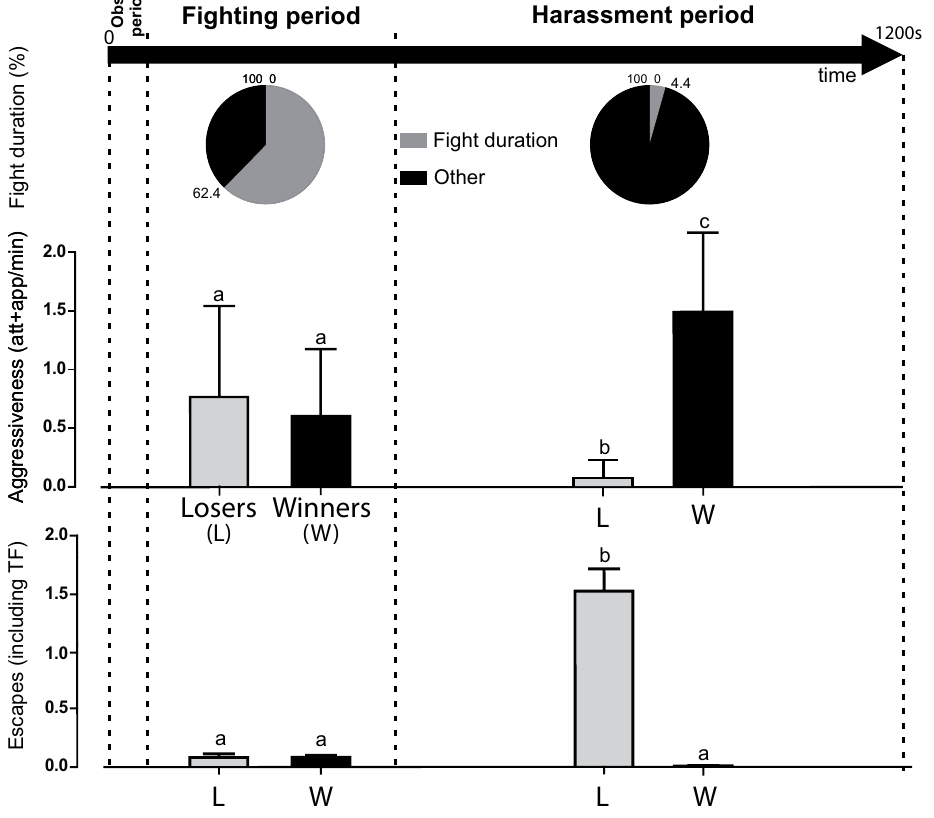 Obs
perio
Fighting period
Harassment period
0
1200s
time
Fight duration (%)
100 0
62.4
Fight duration
Other
100 0
4.4
Aggressiveness (att+app/min)
2.0
1.5
1.0
0.5
0.0
a
a
b
c
Losers
(L)
Winners
(W)
L
W
Escapes (including TF)
2.0
1.5
1.0
0.5
0.0
a
a
b
a
L
W
L
W